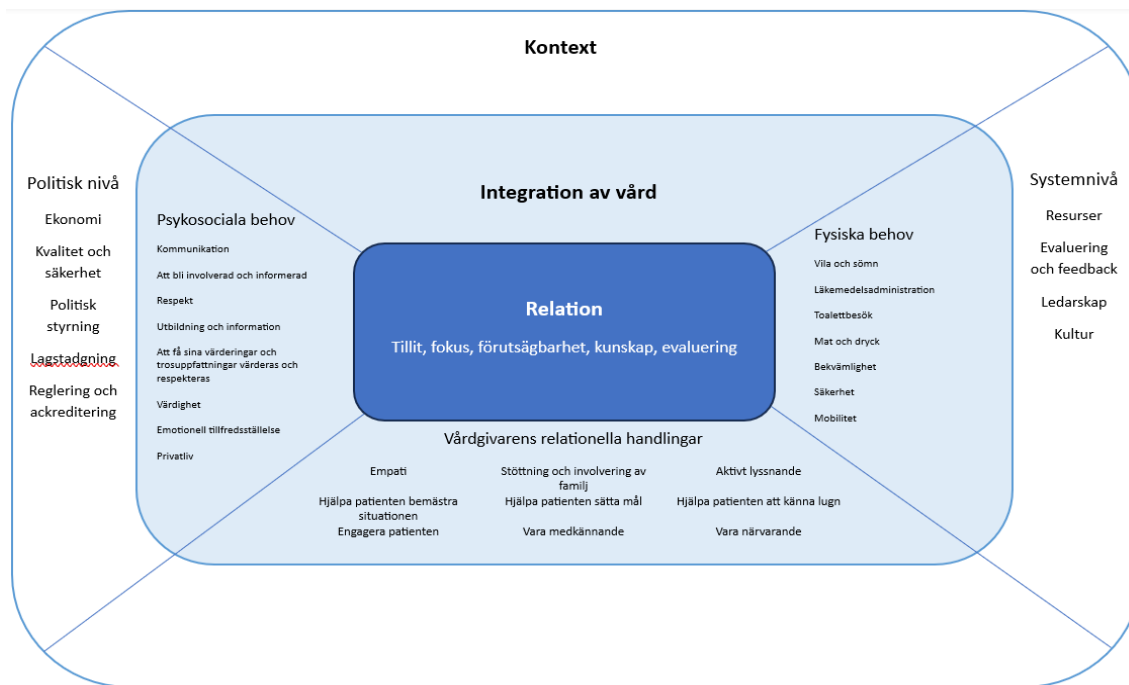 Kontext
Politisk nivå
Ekonomi
Kvalitet och
säkerhet
Politisk
styrning
Lagstadgning
Reglering och
ackreditering
Integration av vård
Psykosociala behov
Kommunikation
Att bli involverad och informerad
Respekt
Utbildning och information
Att få sina värderingar och
trosuppfattningar värderas och
respekteras
Värdighet
Emotionell tillfredsställelse
Privatliv
Relation
Tillit, fokus, förutsägbarhet, kunskap, evaluering
Fysiska behov
Vila och sömn
Läkemedelsadministration
Toalettbesök
Mat och dryck
Bekvämlighet
Säkerhet
Mobilitet
Vårdgivarens relationella handlingar
Empati
Hjälpa patienten bemästra
situationen
Engagera patienten
Stöttning och involvering av
familj
Hjälpa patienten sätta mål
Vara medkännande
Aktivt lyssnande
Hjälpa patienten att känna lugn
Vara närvarande
Systemnivå
Resurser
Evaluering
och feedback
Ledarskap
Kultur